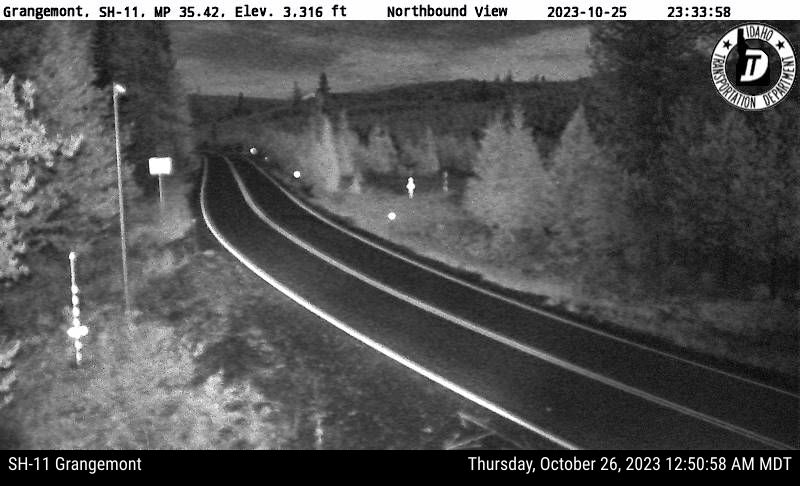 Grangemont, SH-11, MP 35.42, Elev. 3,316 ft Northbound View 2023-10-25 23:33:58
IDAHO
TRANSPORTATION DEPARTMENT
SH-11 Grangemont Thursday, October 26, 2023 12:50:58 AM MDT